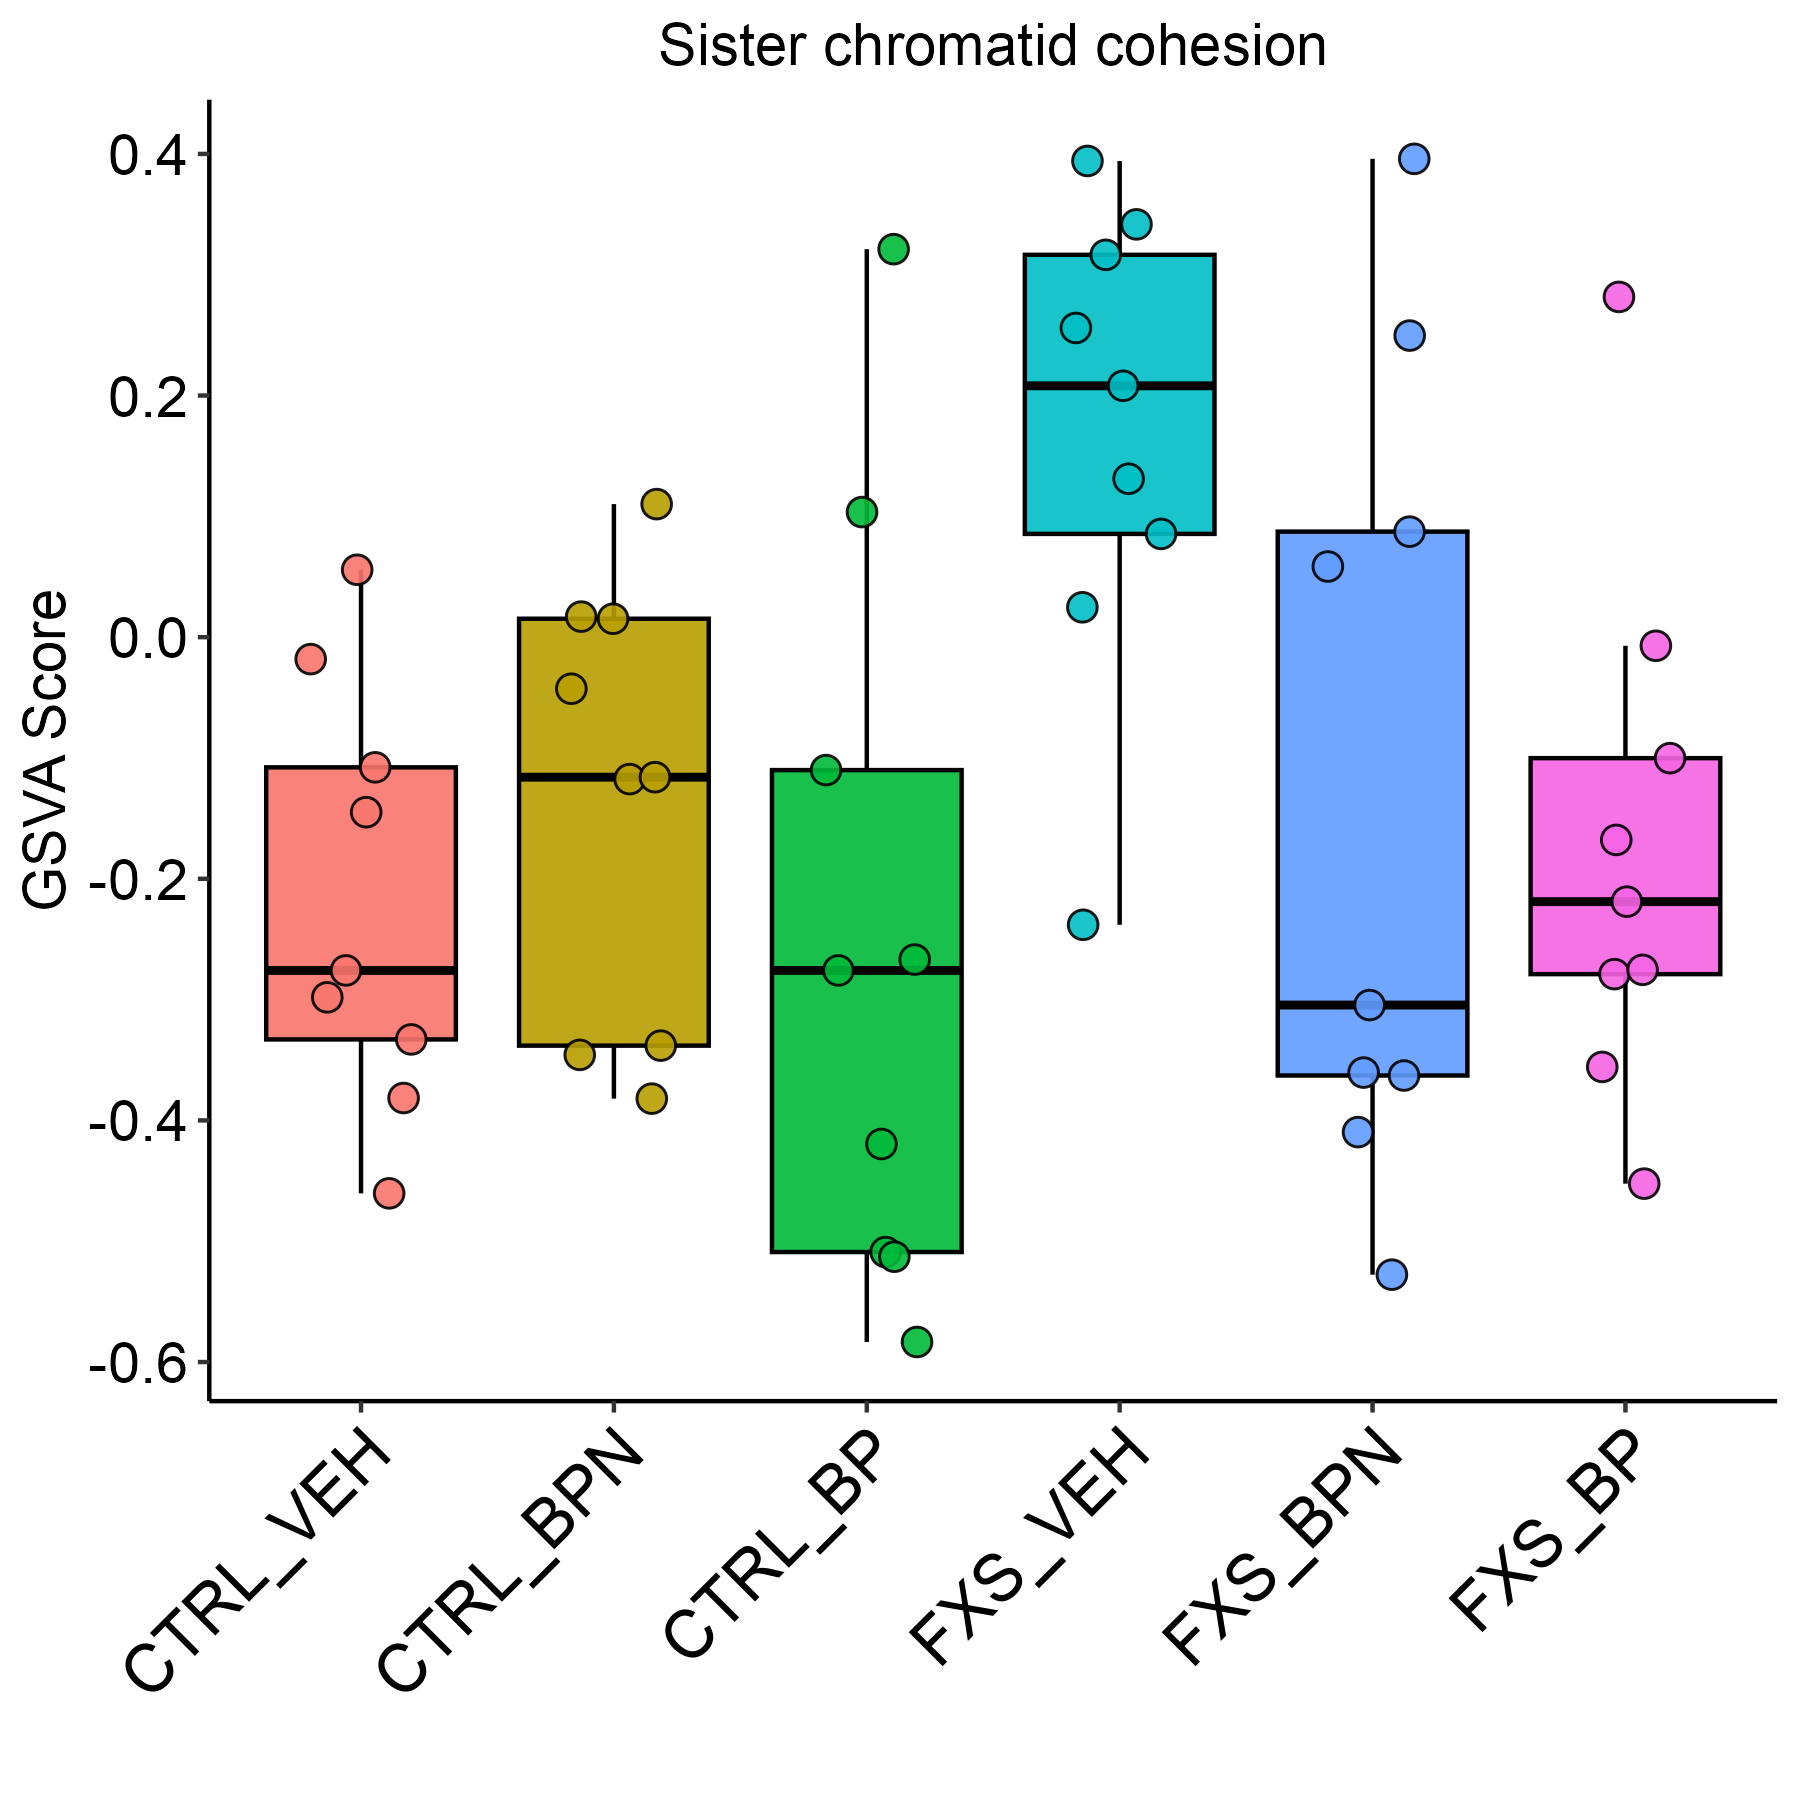 Sister chromatid cohesion
GSVA Score
0.4
0.2
0.0
-0.2
-0.4
-0.6
CTRL_VEH
CTRL_BPN
CTRL_BP
FXS_VEH
FXS_BPN
FXS_BP